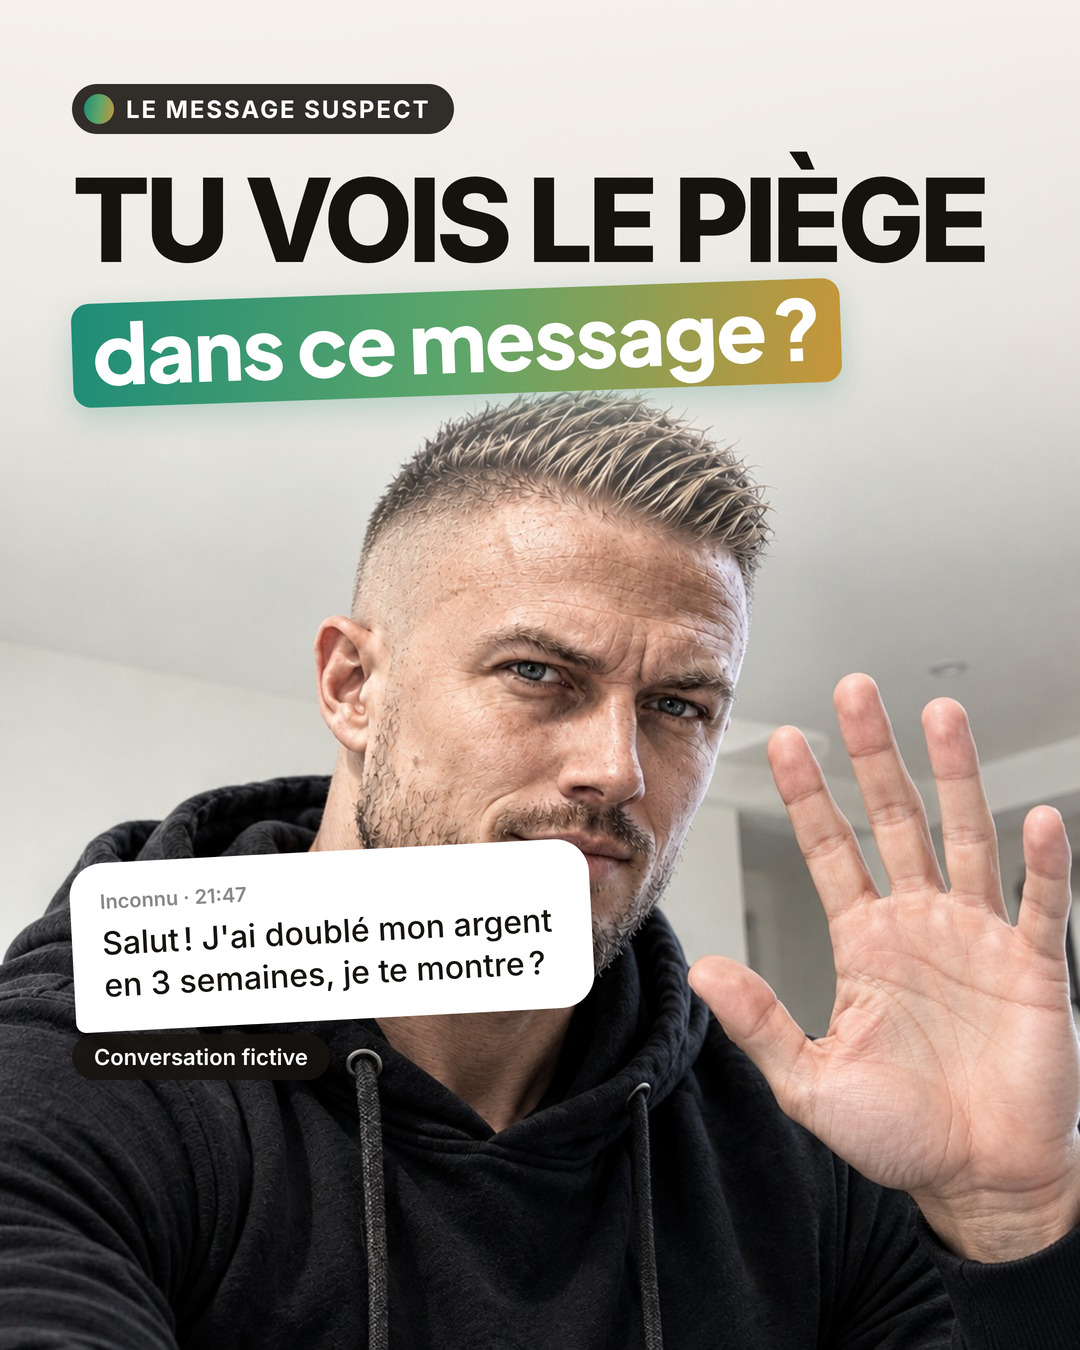 LE MESSAGE SUSPECT
TU VOIS LE PIÈGE
dans ce message ?
Inconnu · 21:47
Salut ! J'ai doublé mon argent
en 3 semaines, je te montre ?
Conversation fictive